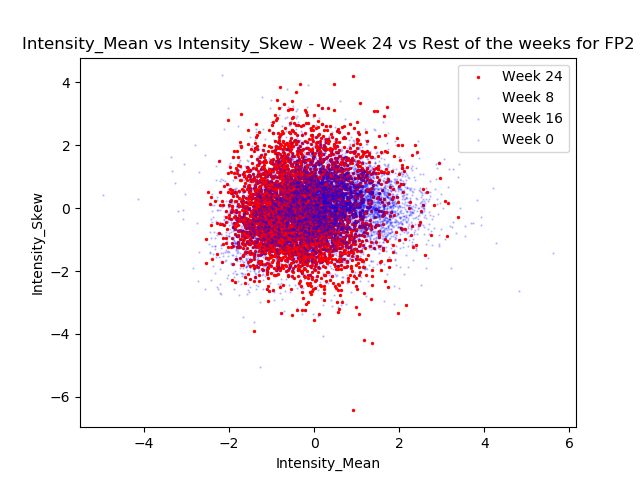 Intensity_Mean vs Intensity_Skew - Week 24 vs Rest of the weeks for FP2
Week 24
Week 8
Week 16
Week 0
4
2
0
−2
−4
−6
Intensity_Skew
−4
−2
0
2
4
6
Intensity_Mean